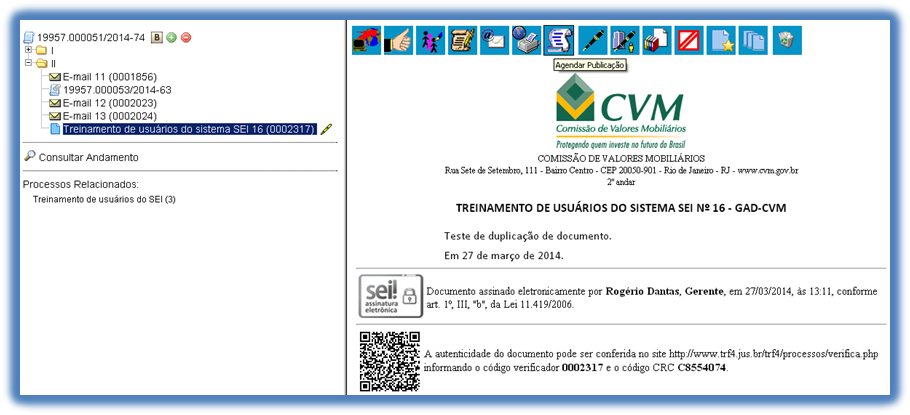 19957.000051/2014-74
B
I
II
E-mail 11 (0001856)
19957.000053/2014-63
E-mail 12 (0002023)
E-mail 13 (0002024)
Treinamento de usuários do sistema SEI 16 (0002317)
Consultar Andamento
Processos Relacionados:
Treinamento de usuários do SEI (3)
Agendar Publicação
CVM
Comissão de Valores Mobiliários
Protegendo quem investe no futuro do Brasil
COMISSÃO DE VALORES MOBILIÁRIOS
Rua Sete de Setembro, 111 - Bairro Centro - CEP 20050-901 - Rio de Janeiro - RJ - www.cvm.gov.br
2º andar
TREINAMENTO DE USUÁRIOS DO SISTEMA SEI Nº 16 - GAD-CVM
Teste de duplicação de documento.
Em 27 de março de 2014.
sei!
assinatura
eletrônica
Documento assinado eletronicamente por Rogério Dantas, Gerente, em 27/03/2014, às 13:11, conforme
art. 1º, III, "b", da Lei 11.419/2006.
A autenticidade do documento pode ser conferida no site http://www.trf4.jus.br/trf4/processos/verifica.php
informando o código verificador 0002317 e o código CRC C8554074.